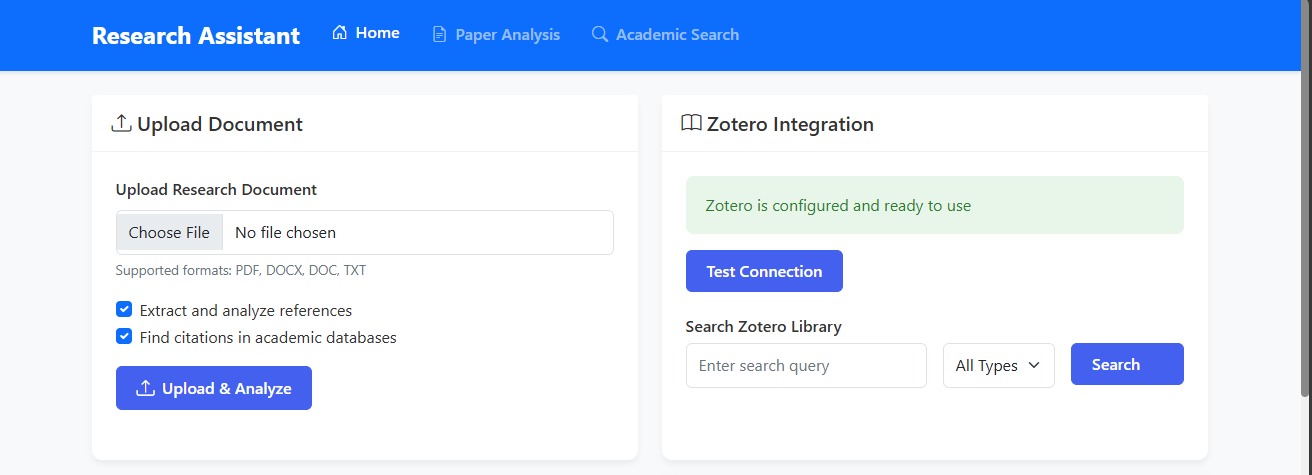 Research Assistant
Home
Paper Analysis
Academic Search
Upload Document
Upload Research Document
Choose File
No file chosen
Supported formats: PDF, DOCX, DOC, TXT
Extract and analyze references
Find citations in academic databases
Upload & Analyze
Zotero Integration
Zotero is configured and ready to use
Test Connection
Search Zotero Library
Enter search query
All Types
Search